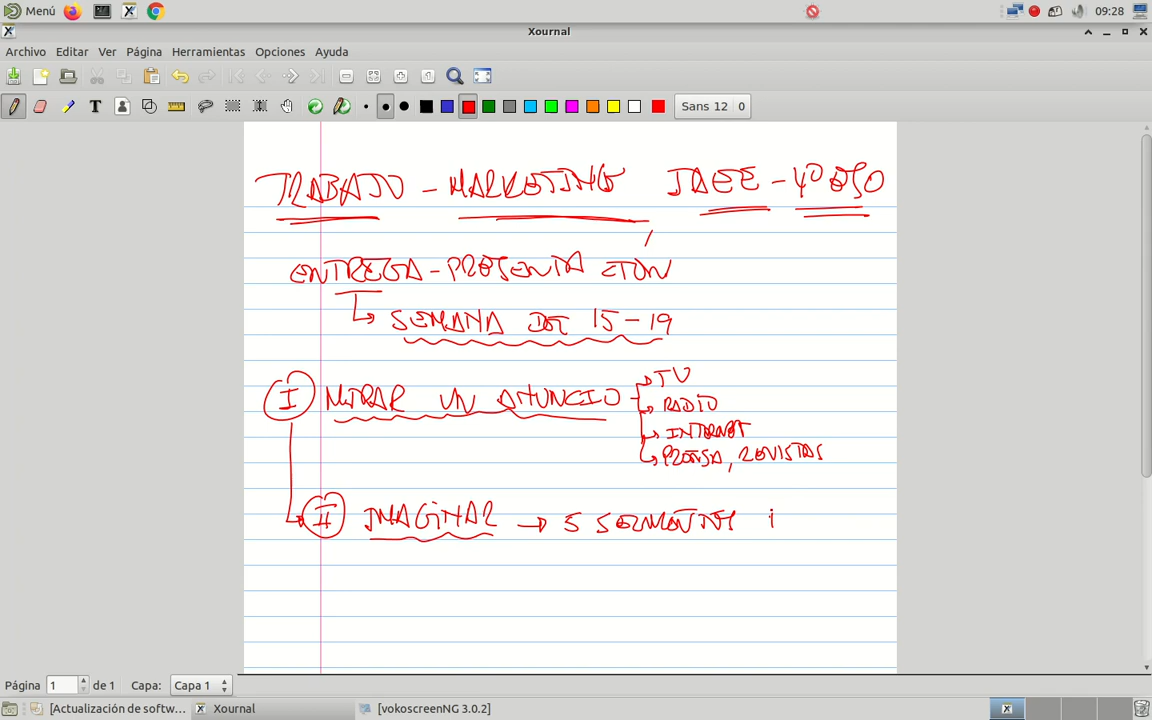 Menú 09:28
Xournal
Archivo Editar Ver Página Herramientas Opciones Ayuda
Sans 12 0
TRABAJO - MARKETING IAEE - 4º ESO
ENTREGA - PRESENTACIÓN
SEMANA DE 15-19
I MIRAR UN ANUNCIO
TV
RADIO
INTERNET
PRENSA, REVISTAS
II IMAGINAR → 5 SEGMENTOS
Página 1 de 1 Capa: Capa 1
[Actualización de softw... Xournal [vokoscreenNG 3.0.2]